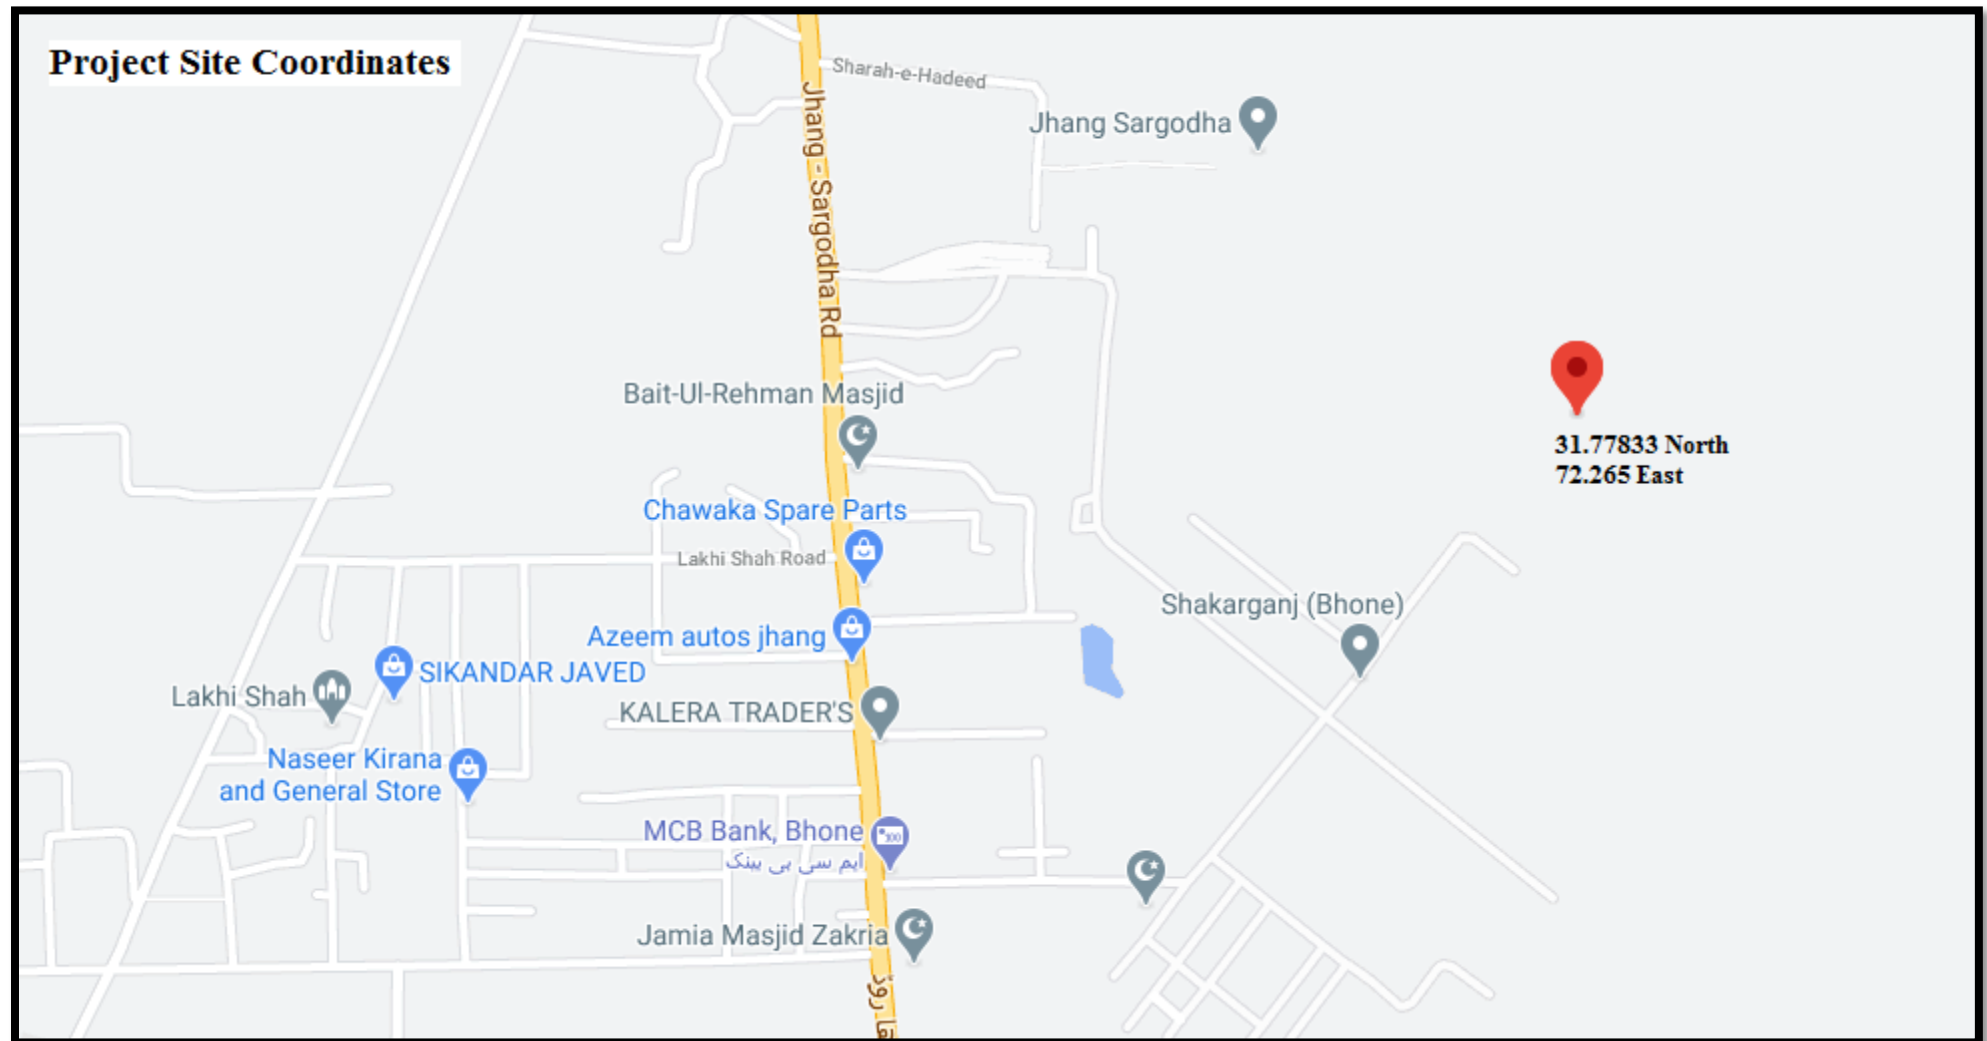 Project Site Coordinates
Sharah-e-Hadeed
Jhang Sargodha
Jhang - Sargodha Rd
Bait-Ul-Rehman Masjid
31.77833 North
72.265 East
Chawaka Spare Parts
Lakhi Shah Road
Shakarganj (Bhone)
Azeem autos jhang
SIKANDAR JAVED
Lakhi Shah
KALERA TRADER'S
Naseer Kirana
and General Store
MCB Bank, Bhone
ایم سی بی بینک
100
Jamia Masjid Zakria
روڈ